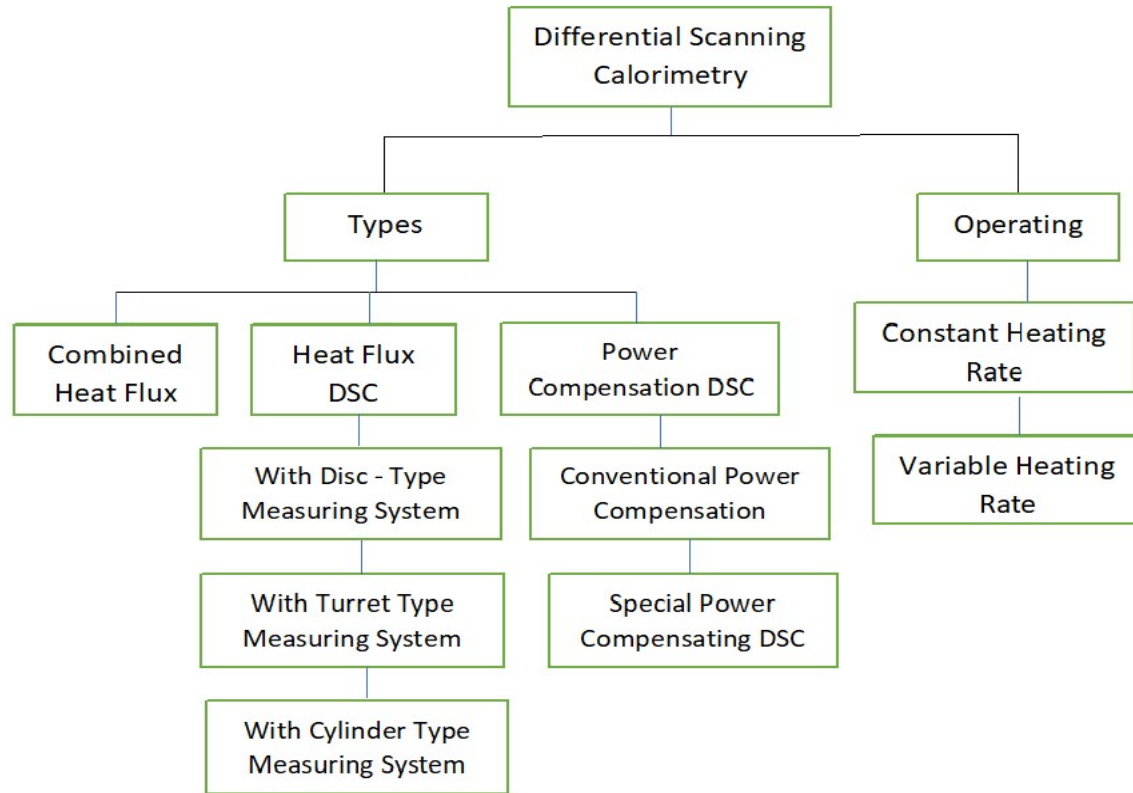 Differential Scanning
Calorimetry
Types
Operating
Combined
Heat Flux
Heat Flux
DSC
Power
Compensation DSC
Constant Heating
Rate
With Disc - Type
Measuring System
Conventional Power
Compensation
Variable Heating
Rate
With Turret Type
Measuring System
Special Power
Compensating DSC
With Cylinder Type
Measuring System